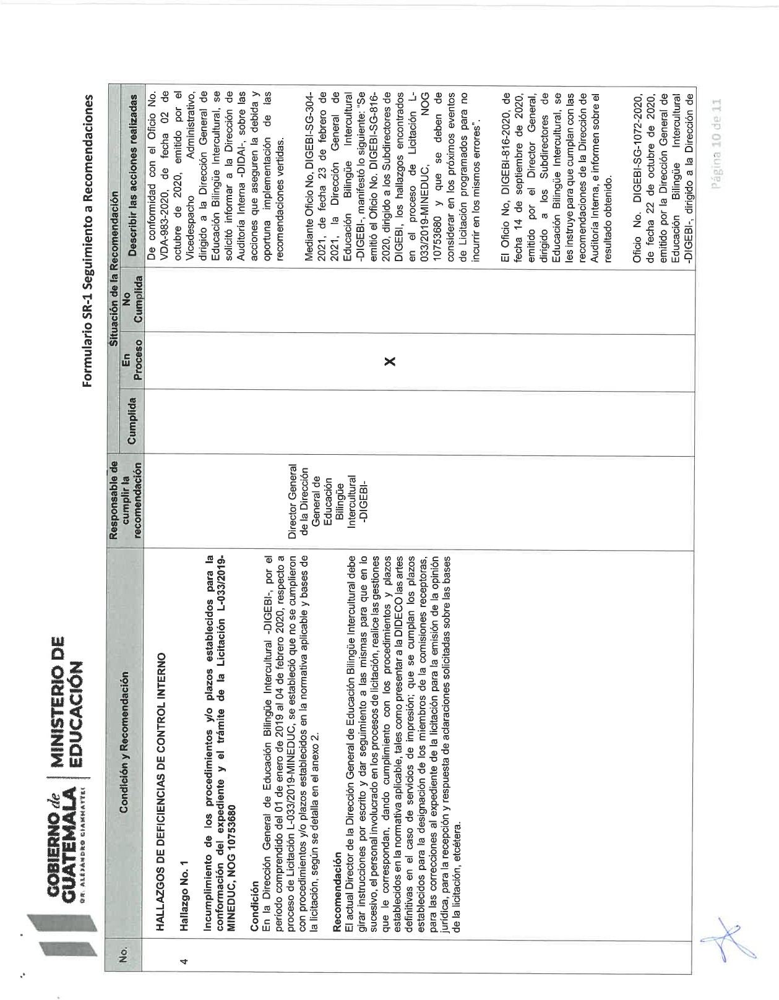 GOBIERNO de
GUATEMALA
DR. ALEJANDRO GIAMMATTEI
MINISTERIO DE
EDUCACIÓN
Formulario SR-1 Seguimiento a Recomendaciones
No.
Condición y Recomendación
Responsable de
cumplir la
recomendación
Situación de la Recomendación
Cumplida
En
Proceso
No
Cumplida
Describir las acciones realizadas
4
HALLAZGOS DE DEFICIENCIAS DE CONTROL INTERNO
Hallazgo No. 1
Incumplimiento de los procedimientos y/o plazos establecidos para la
conformación del expediente y el trámite de la Licitación L-033/2019-
MINEDUC, NOG 10753680
Condición
En la Dirección General de Educación Bilingüe Intercultural -DIGEBI-, por el
período comprendido del 01 de enero de 2019 al 04 de febrero 2020, respecto a
proceso de Licitación L-033/2019-MINEDUC, se estableció que no se cumplieron
con procedimientos y/o plazos establecidos en la normativa aplicable y bases de
la licitación, según se detalla en el anexo 2.
Recomendación
El actual Director de la Dirección General de Educación Bilingüe Intercultural debe
girar instrucciones por escrito y dar seguimiento a las mismas para que en lo
sucesivo, el personal involucrado en los procesos de licitación, realice las gestiones
que le correspondan, dando cumplimiento con los procedimientos y plazos
establecidos en la normativa aplicable, tales como presentar a la DIDECO las artes
definitivas en el caso de servicios de impresión; que se cumplan los plazos
establecidos para la designación de los miembros de la comisiones receptoras,
para las correcciones al expediente de la licitación para la emisión de la opinión
jurídica, para la recepción y respuesta de aclaraciones solicitadas sobre las bases
de la licitación, etcétera.
Director General
de la Dirección
General de
Educación
Bilingüe
Intercultural
-DIGEBI-
X
De conformidad con el Oficio No.
VDA-983-2020, de fecha 02 de
octubre de 2020, emitido por el
Vicedespacho Administrativo,
dirigido a la Dirección General de
Educación Bilingüe Intercultural, se
solicitó informar a la Dirección de
Auditoría Interna -DIDAI-, sobre las
acciones que aseguren la debida y
oportuna implementación de las
recomendaciones vertidas.
Mediante Oficio No, DIGEBI-SG-304-
2021, de fecha 23 de febrero de
2021, la Dirección General de
Educación Bilingüe Intercultural
-DIGEBI-, manifestó lo siguiente: "Se
emitió el Oficio No. DIGEBI-SG-816-
2020, dirigido a los Subdirectores de
DIGEBI, los hallazgos encontrados
en el proceso de Licitación L-
033/2019-MINEDUC, NOG
10753680 y que se deben de
considerar en los próximos eventos
de Licitación programados para no
incurrir en los mismos errores".
El Oficio No, DIGEBI-816-2020, de
fecha 14 de septiembre de 2020,
emitido por el Director General,
dirigido a los Subdirectores de
Educación Bilingüe Intercultural, se
les instruye para que cumplan con las
recomendaciones de la Dirección de
Auditoría Interna, e informen sobre el
resultado obtenido.
Oficio No. DIGEBI-SG-1072-2020,
de fecha 22 de octubre de 2020,
emitido por la Dirección General de
Educación Bilingüe Intercultural
-DIGEBI-, dirigido a la Dirección de
Página 10 de 11